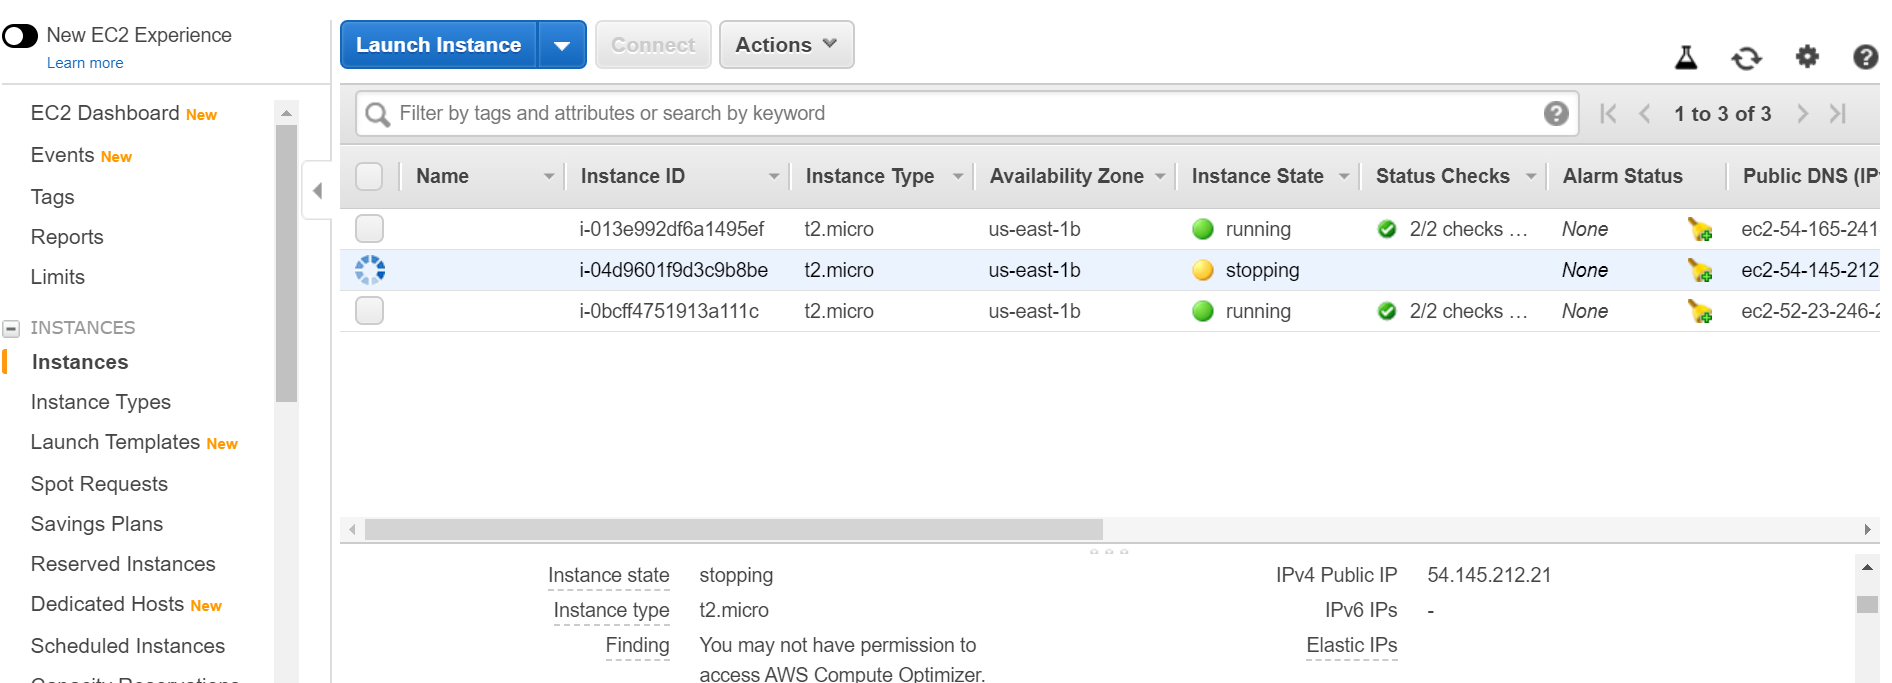 New EC2 Experience
Learn more
EC2 Dashboard New
Events New
Tags
Reports
Limits
INSTANCES
Instances
Instance Types
Launch Templates New
Spot Requests
Savings Plans
Reserved Instances
Dedicated Hosts New
Scheduled Instances
Capacity Reservations
Launch Instance Connect Actions
Filter by tags and attributes or search by keyword 1 to 3 of 3
Name Instance ID Instance Type Availability Zone Instance State Status Checks Alarm Status Public DNS (IPv
i-013e992df6a1495ef t2.micro us-east-1b running 2/2 checks ... None ec2-54-165-241
i-04d9601f9d3c9b8be t2.micro us-east-1b stopping None ec2-54-145-212
i-0bcff4751913a111c t2.micro us-east-1b running 2/2 checks ... None ec2-52-23-246-2
Instance state stopping IPv4 Public IP 54.145.212.21
Instance type t2.micro IPv6 IPs -
Finding You may not have permission to Elastic IPs
access AWS Compute Optimizer.